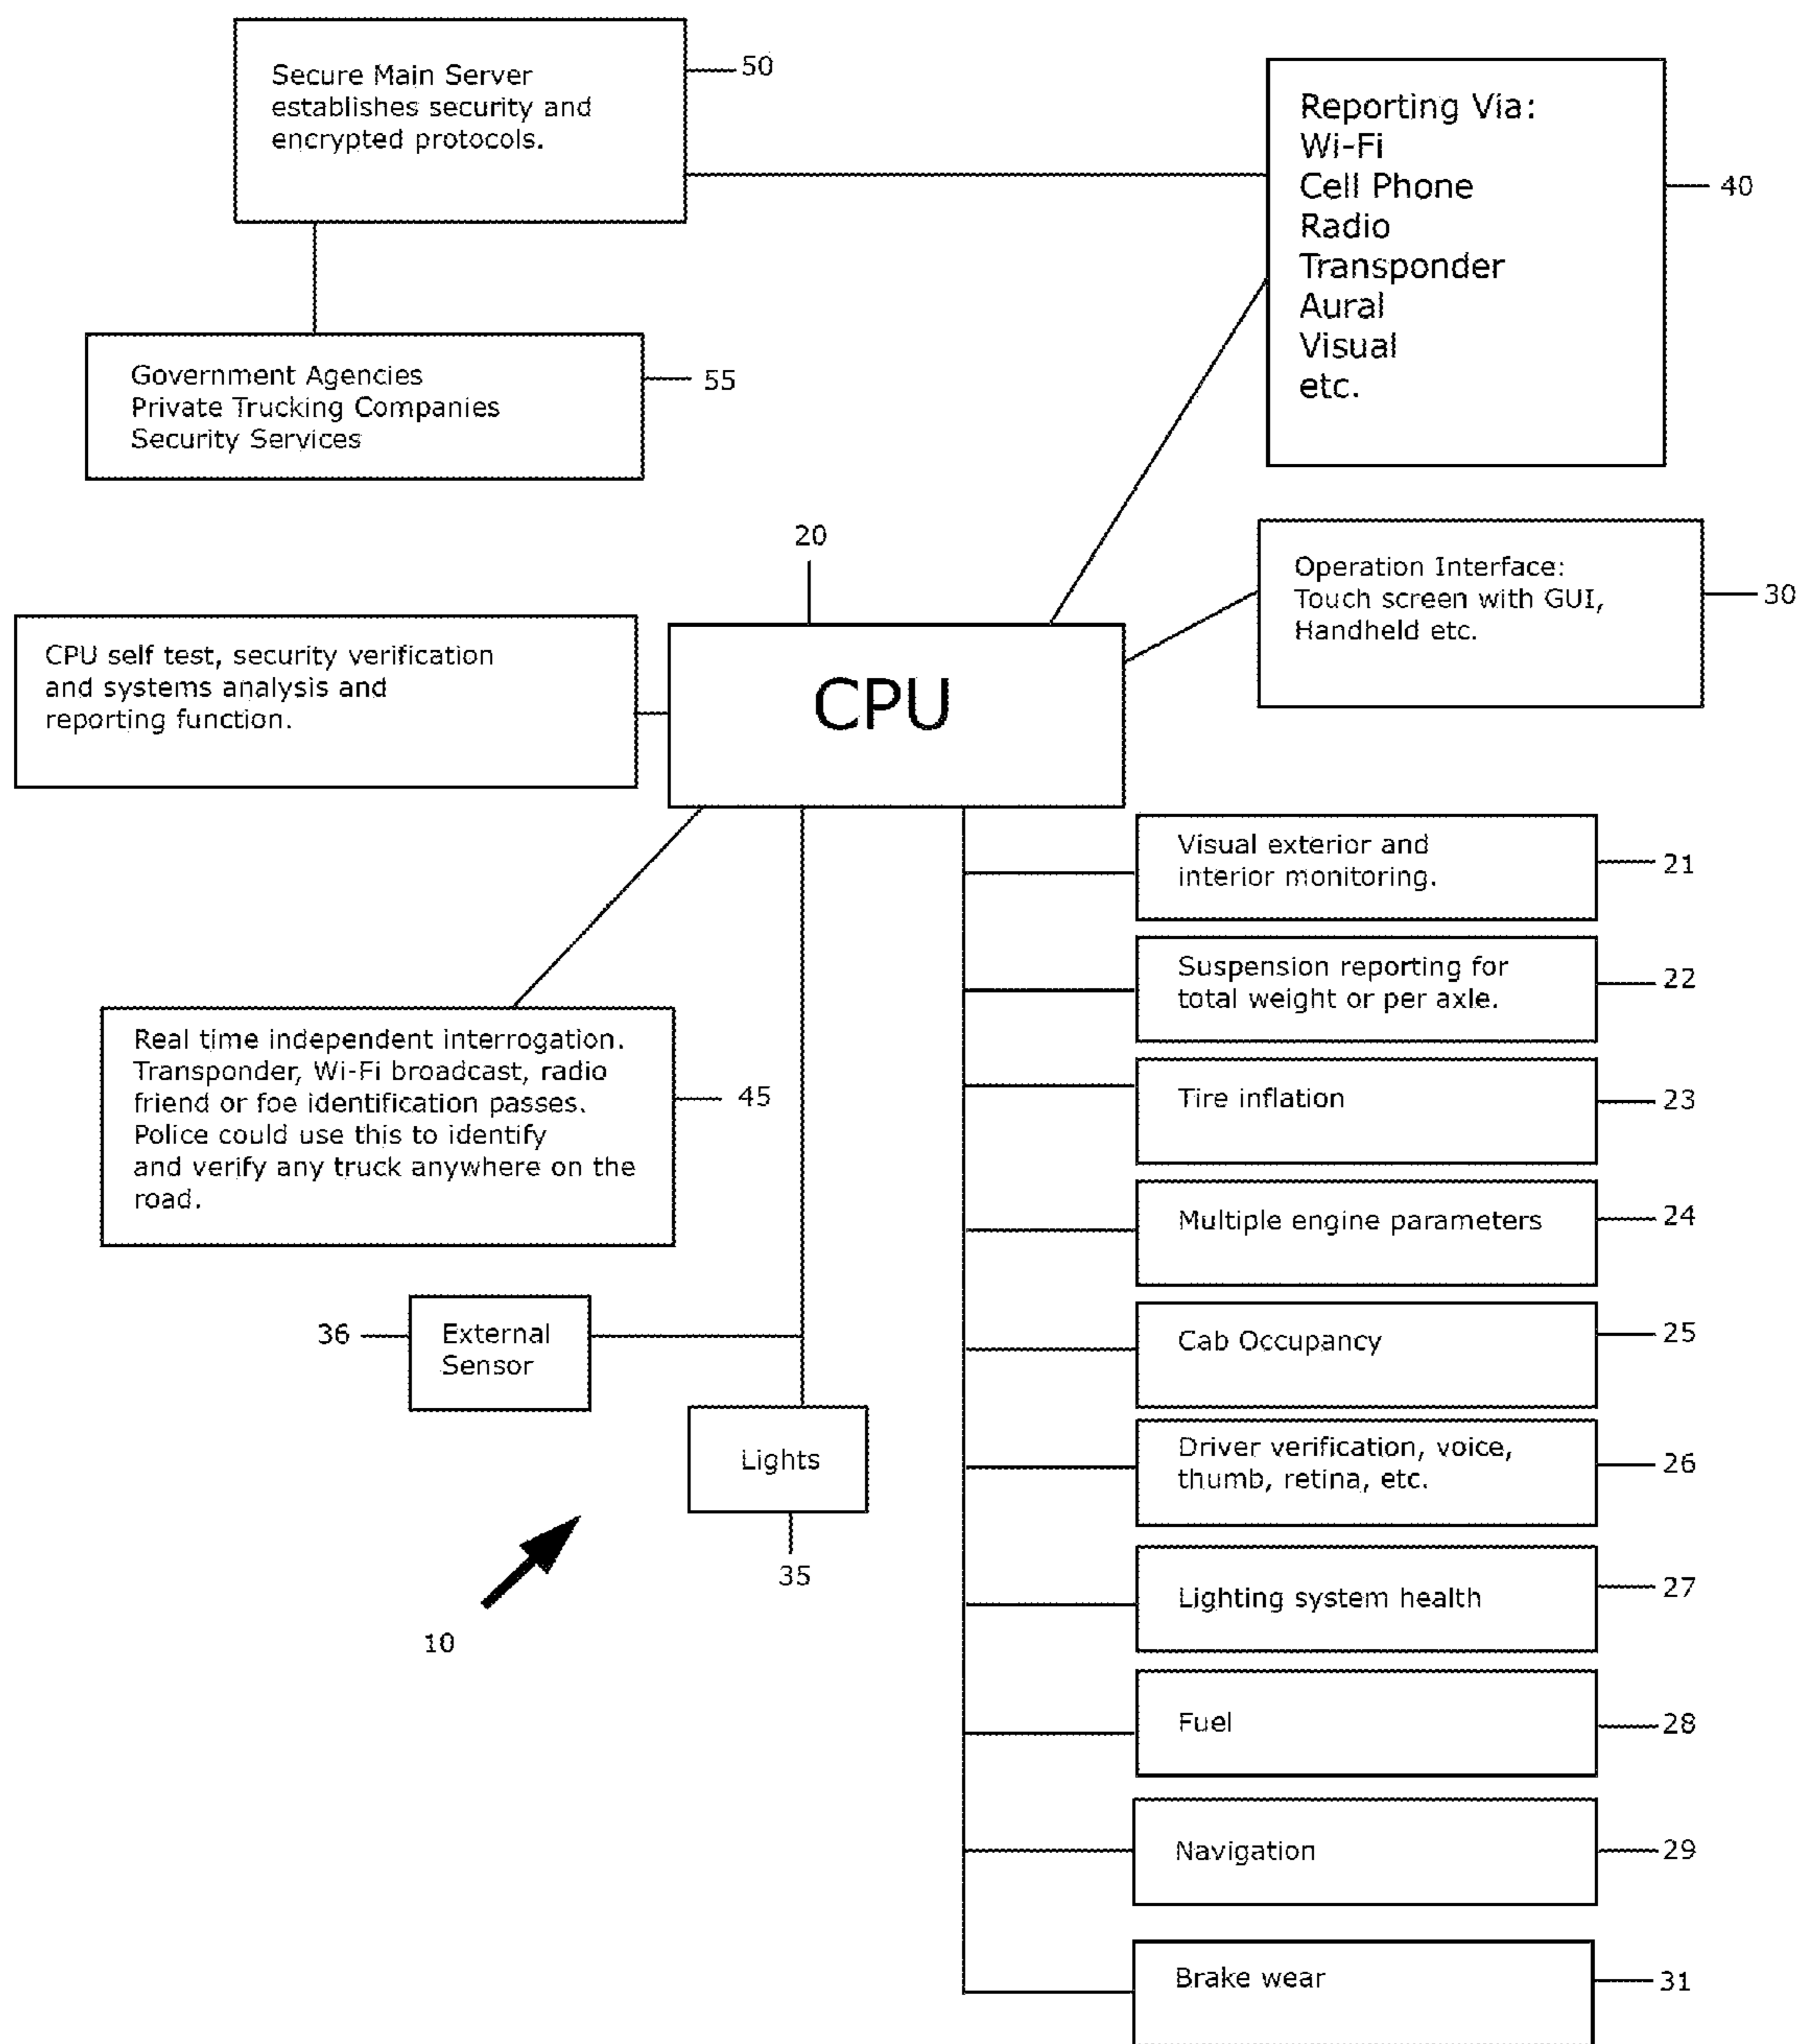 Secure Main Server
establishes security and
encrypted protocols.
50
Reporting Via:
Wi-Fi
Cell Phone
Radio
Transponder
Aural
Visual
etc.
40
Government Agencies
Private Trucking Companies
Security Services
55
20
Operation Interface:
Touch screen with GUI,
Handheld etc.
30
CPU self test, security verification
and systems analysis and
reporting function.
CPU
Visual exterior and
interior monitoring.
21
Suspension reporting for
total weight or per axle.
22
Real time independent interrogation.
Transponder, Wi-Fi broadcast, radio
friend or foe identification passes.
Police could use this to identify
and verify any truck anywhere on the
road.
45
Tire inflation
23
Multiple engine parameters
24
36
External
Sensor
Cab Occupancy
25
Lights
35
Driver verification, voice,
thumb, retina, etc.
26
10
Lighting system health
27
Fuel
28
Navigation
29
Brake wear
31